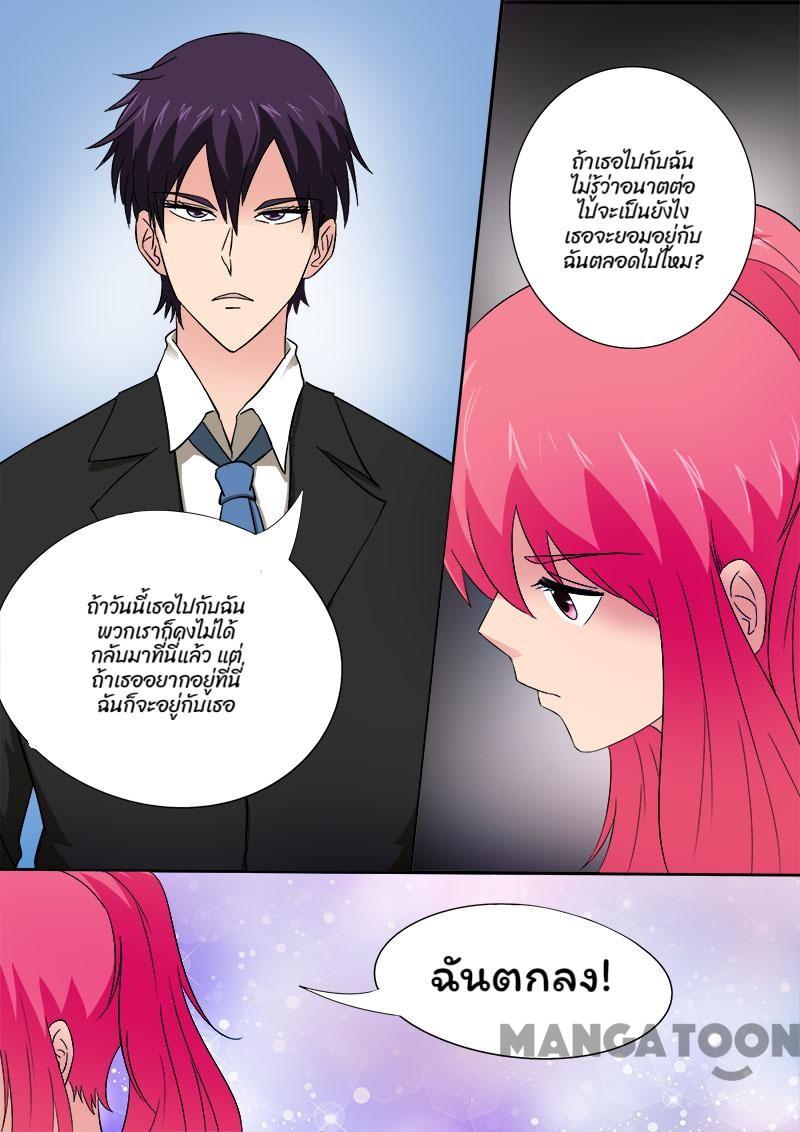 ถ้าวันนี้เธอไปกับฉัน
พวกเราก็คงไม่ได้
กลับมาที่นี่แล้ว แต่
ถ้าเธออยากอยู่ที่นี่
ฉันก็จะอยู่กับเธอ
ถ้าเธอไปกับฉัน
ไม่รู้ว่าอนาตต่อ
ไปจะเป็นยังไง
เธอจะยอมอยู่กับ
ฉันตลอดไปไหม?
ฉันตกลง!
MANGATOON